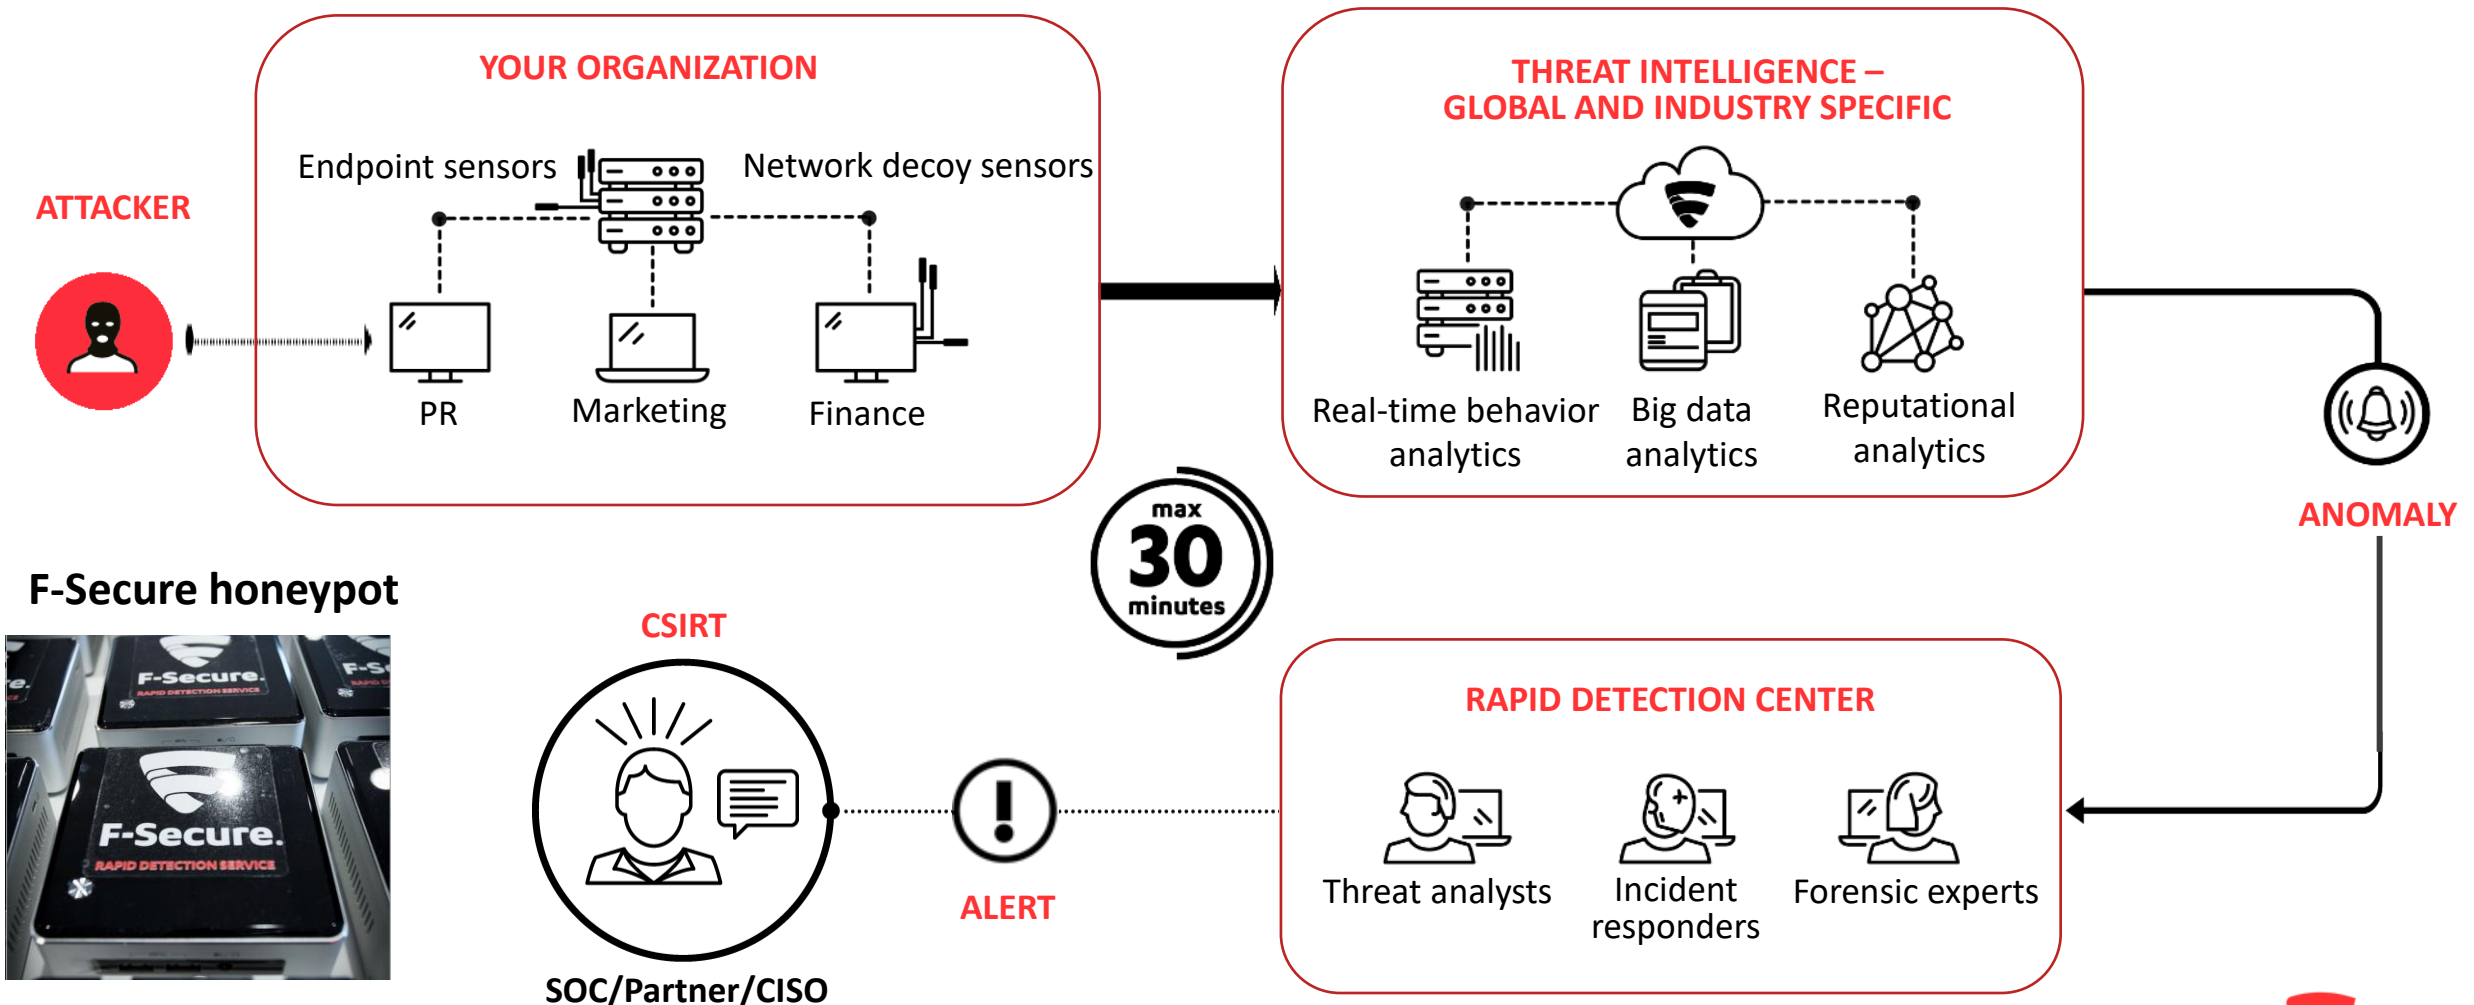 YOUR ORGANIZATION
Endpoint sensors
Network decoy sensors
ATTACKER
PR
Marketing
Finance
THREAT INTELLIGENCE –
GLOBAL AND INDUSTRY SPECIFIC
Real-time behavior
analytics
Big data
analytics
Reputational
analytics
ANOMALY
max
30
minutes
F-Secure honeypot
F-Secure.
RAPID DETECTION SERVICE
F-Secure.
RAPID DETECTION SERVICE
CSIRT
SOC/Partner/CISO
ALERT
RAPID DETECTION CENTER
Threat analysts
Incident
responders
Forensic experts